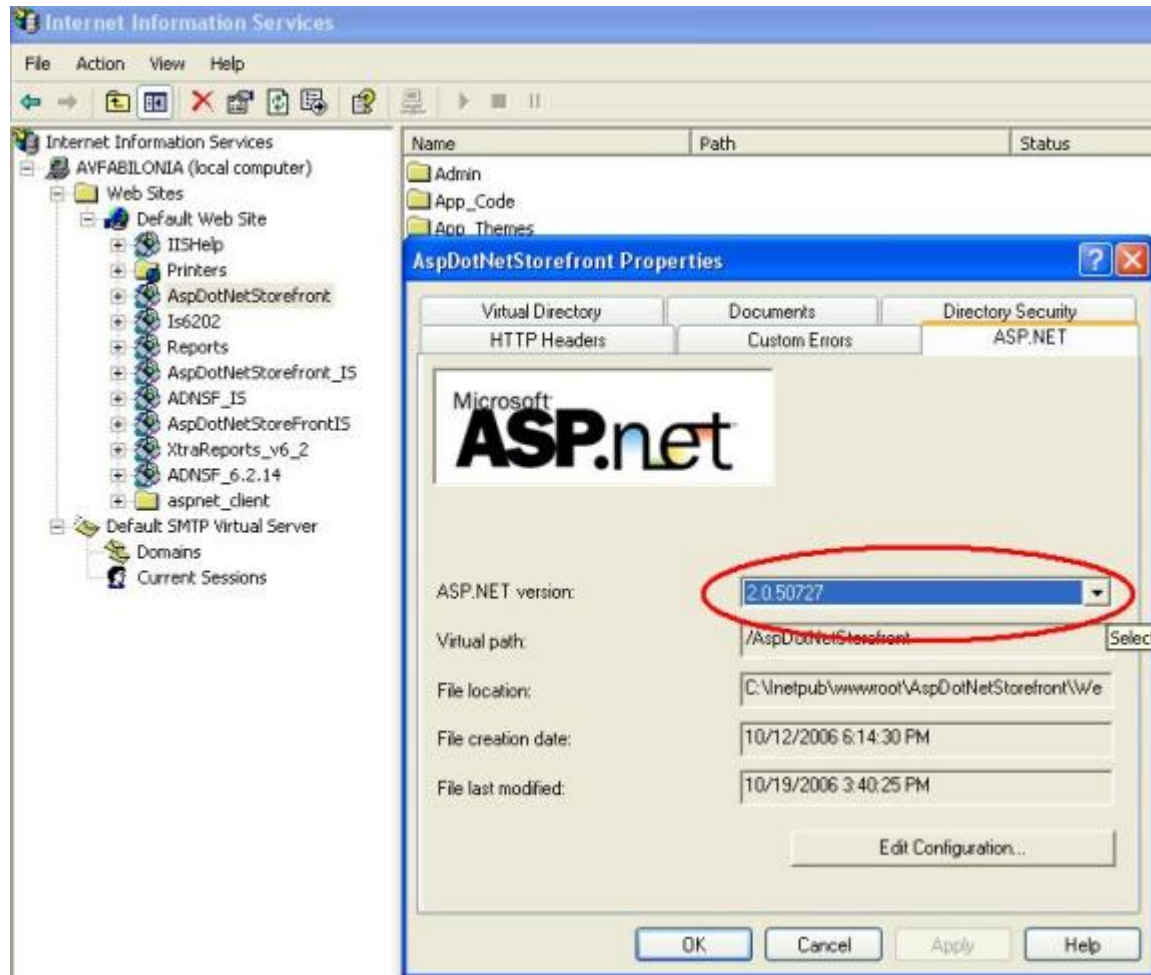 Internet Information Services
File Action View Help
Internet Information Services
AVFABILONIA (local computer)
Web Sites
Default Web Site
IISHelp
Printers
AspDotNetStorefront
Is6202
Reports
AspDotNetStorefront_IS
ADNSF_IS
AspDotNetStoreFrontIS
XtraReports_v6_2
ADNSF_6.2.14
aspnet_client
Default SMTP Virtual Server
Domains
Current Sessions
Name Path Status
Admin
App_Code
App_Themes
AspDotNetStorefront Properties
Virtual Directory Documents Directory Security
HTTP Headers Custom Errors ASP.NET
Microsoft
ASP.net
ASP.NET version: 2.0.50727
Virtual path: /AspDotNetStorefront
Selec
File location: C:\Inetpub\wwwroot\AspDotNetStorefront\We
File creation date: 10/12/2006 6:14:30 PM
File last modified: 10/19/2006 3:40:25 PM
Edit Configuration...
OK Cancel Apply Help